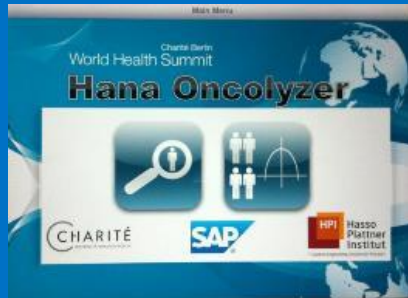 Main Menu
Charité Berlin
World Health Summit
Hana Oncolyzer
CHARITÉ
SAP
HPI Hasso
Plattner
Institut